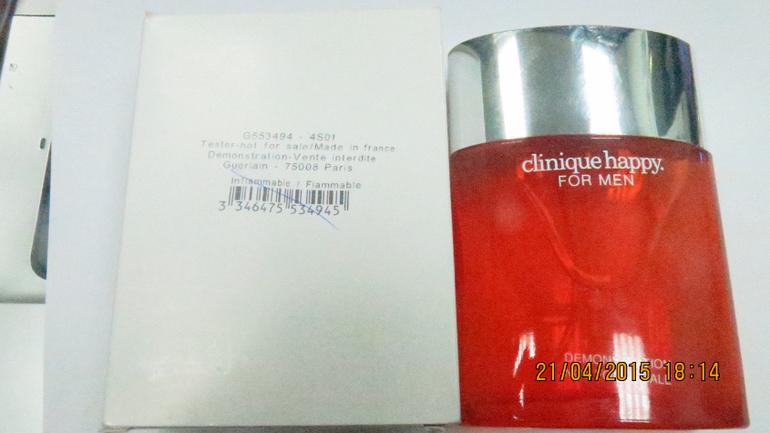 G553494 - 4S01
Tester-not for sale/Made in france
Demonstration-Vente interdite
Guerlain - 75008 Paris
Inflammable / Flammable
3 346475 534945
clinique happy.
FOR MEN
21/04/2015 18:14